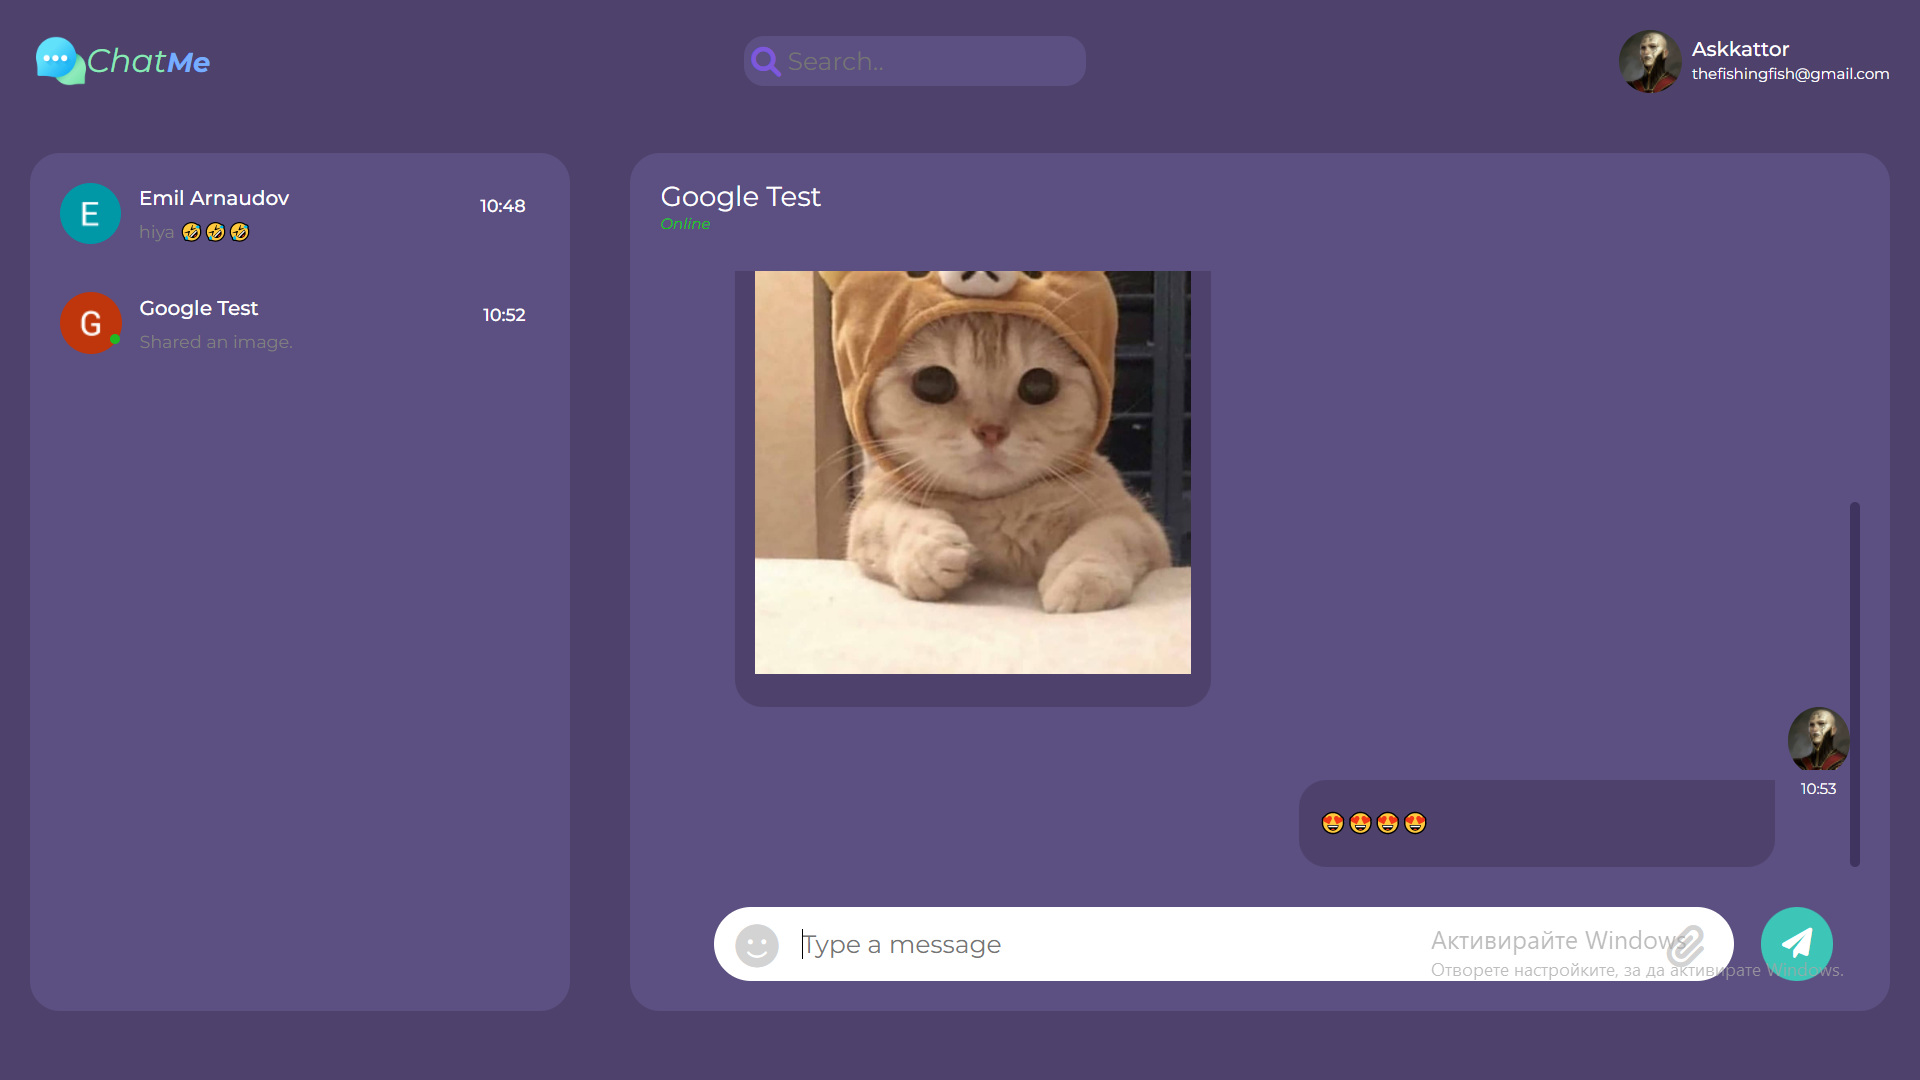 ChatMe
Search..
Askkattor
thefishingfish@gmail.com
E
Emil Arnaudov
10:48
hiya 🤣🤣🤣
G
Google Test
10:52
Shared an image.
Google Test
Online
10:53
😍😍😍😍
Type a message
Активирайте Windows
Отворете настройките, за да активирате Windows.